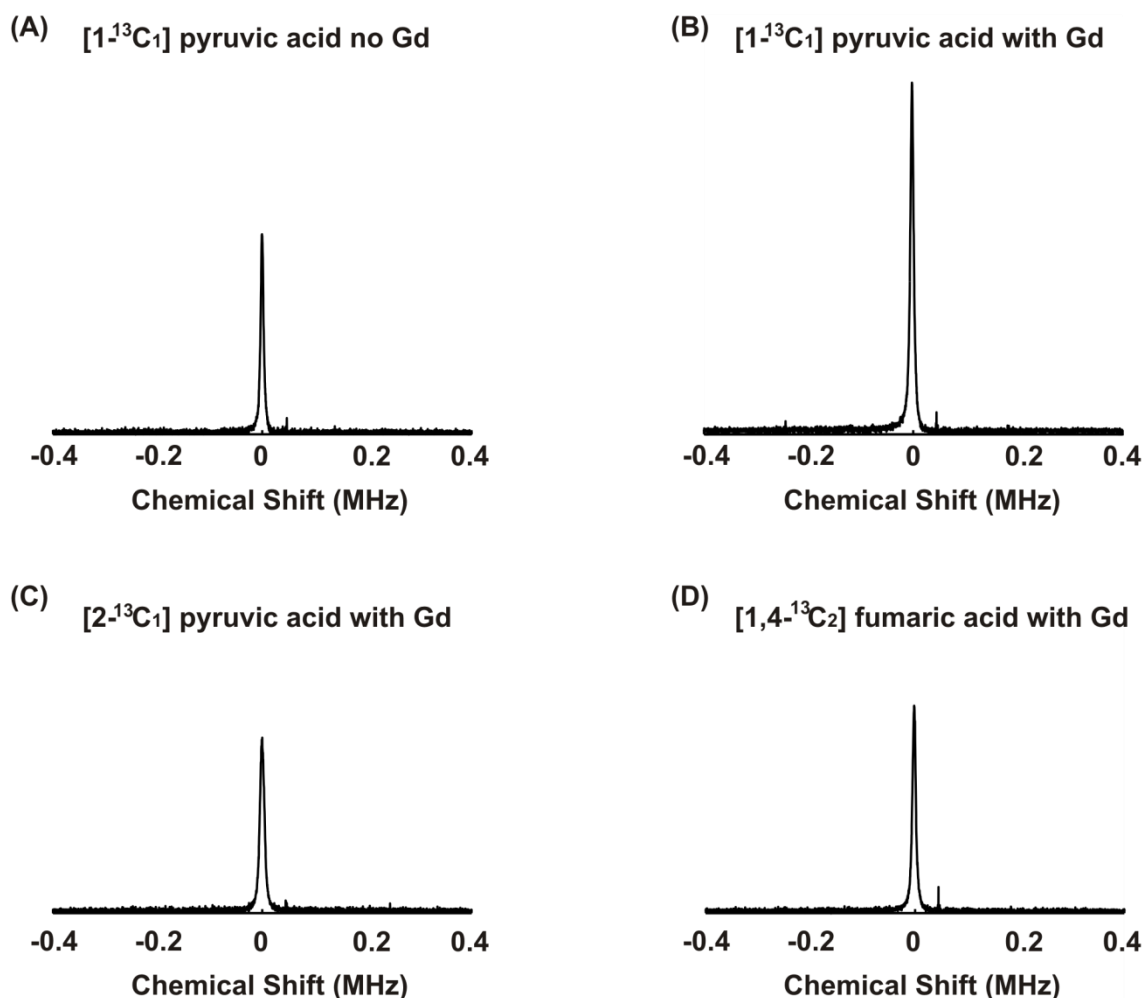 (A) [1-¹³C₁] pyruvic acid no Gd
-0.4 -0.2 0 0.2 0.4
Chemical Shift (MHz)
(B) [1-¹³C₁] pyruvic acid with Gd
-0.4 -0.2 0 0.2 0.4
Chemical Shift (MHz)
(C) [2-¹³C₁] pyruvic acid with Gd
-0.4 -0.2 0 0.2 0.4
Chemical Shift (MHz)
(D) [1,4-¹³C₂] fumaric acid with Gd
-0.4 -0.2 0 0.2 0.4
Chemical Shift (MHz)